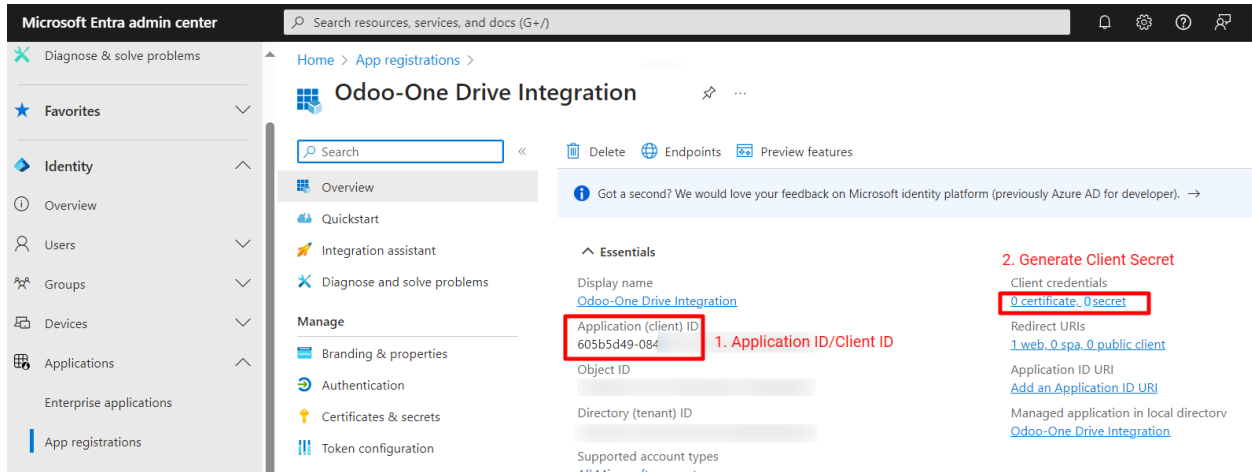 Microsoft Entra admin center
Search resources, services, and docs (G+/)
Diagnose & solve problems
Favorites
Identity
Overview
Users
Groups
Devices
Applications
Enterprise applications
App registrations
Home > App registrations >
Odoo-One Drive Integration
Search
Overview
Quickstart
Integration assistant
Diagnose and solve problems
Manage
Branding & properties
Authentication
Certificates & secrets
Token configuration
Delete Endpoints Preview features
Got a second? We would love your feedback on Microsoft identity platform (previously Azure AD for developer). →
Essentials
Display name
Odoo-One Drive Integration
Application (client) ID
605b5d49-084
1. Application ID/Client ID
Object ID
Directory (tenant) ID
Supported account types
2. Generate Client Secret
Client credentials
0 certificate, 0 secret
Redirect URIs
1 web, 0 spa, 0 public client
Application ID URI
Add an Application ID URI
Managed application in local directory
Odoo-One Drive Integration